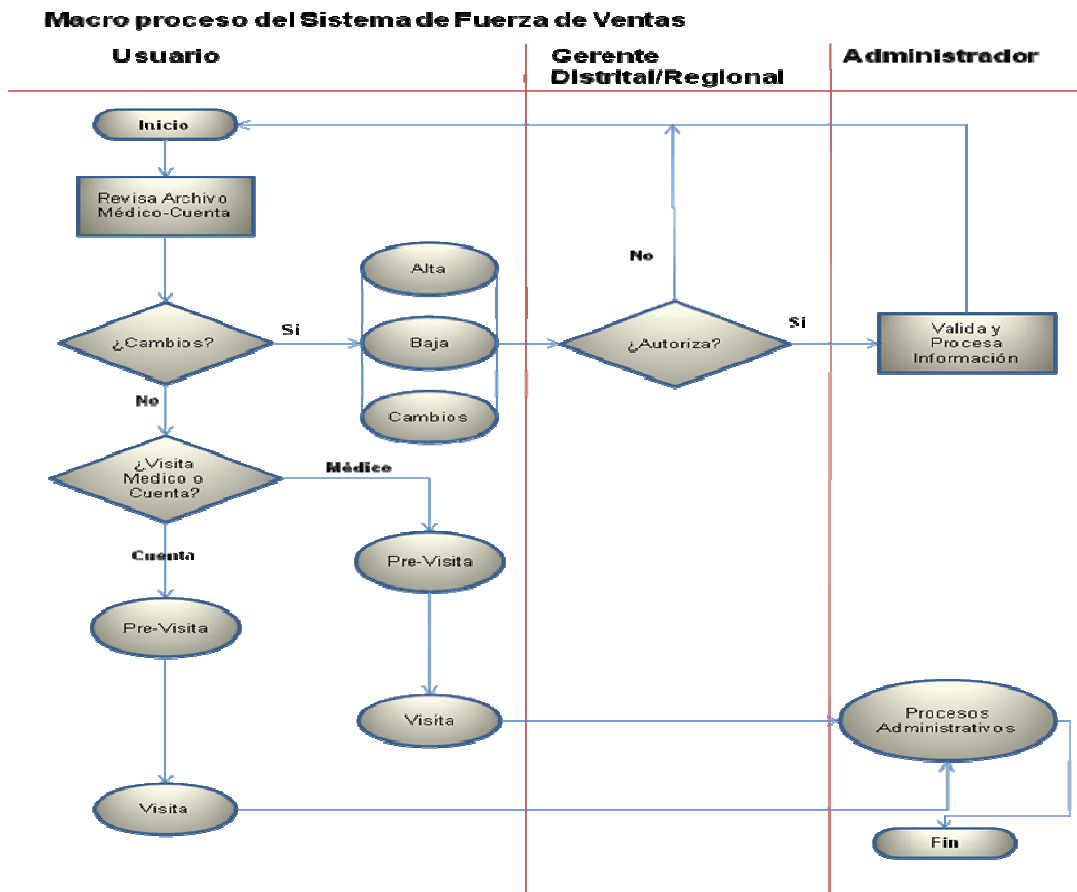 Macro proceso del Sistema de Fuerza de Ventas
Usuario
Gerente
Distrital/Regional
Administrador
Inicio
Revisa Archivo
Médico-Cuenta
Alta
No
¿Cambios?
Si
Baja
¿Autoriza?
Si
Valida y
Procesa
Información
No
Cambios
¿Visita
Medico o
Cuenta?
Médico
Cuenta
Pre-Visita
Pre-Visita
Visita
Procesos
Administrativos
Visita
Fin